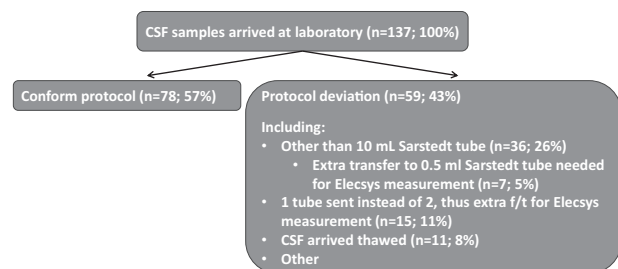 CSF samples arrived at laboratory (n=137; 100%)
Conform protocol (n=78; 57%)
Protocol deviation (n=59; 43%)
Including:
• Other than 10 mL Sarstedt tube (n=36; 26%)
• Extra transfer to 0.5 ml Sarstedt tube needed
for Elecsys measurement (n=7; 5%)
• 1 tube sent instead of 2, thus extra f/t for Elecsys
measurement (n=15; 11%)
• CSF arrived thawed (n=11; 8%)
• Other